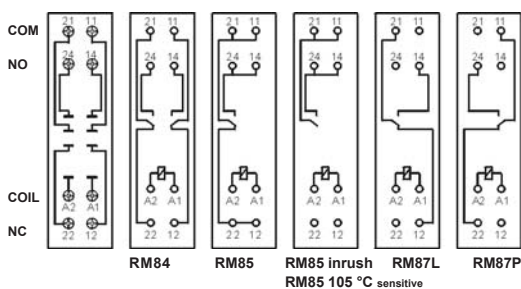 21 11 21 11 21 11 21 11 21 11 21 11
COM
NO
24 14 24 14 24 14 24 14 24 14 24 14
COIL
A2 A1 A2 A1 A2 A1 A2 A1 A2 A1 A2 A1
NC
22 12 22 12 22 12 22 12 22 12 22 12
RM84 RM85 RM85 inrush RM87L RM87P
RM85 105 °C sensitive